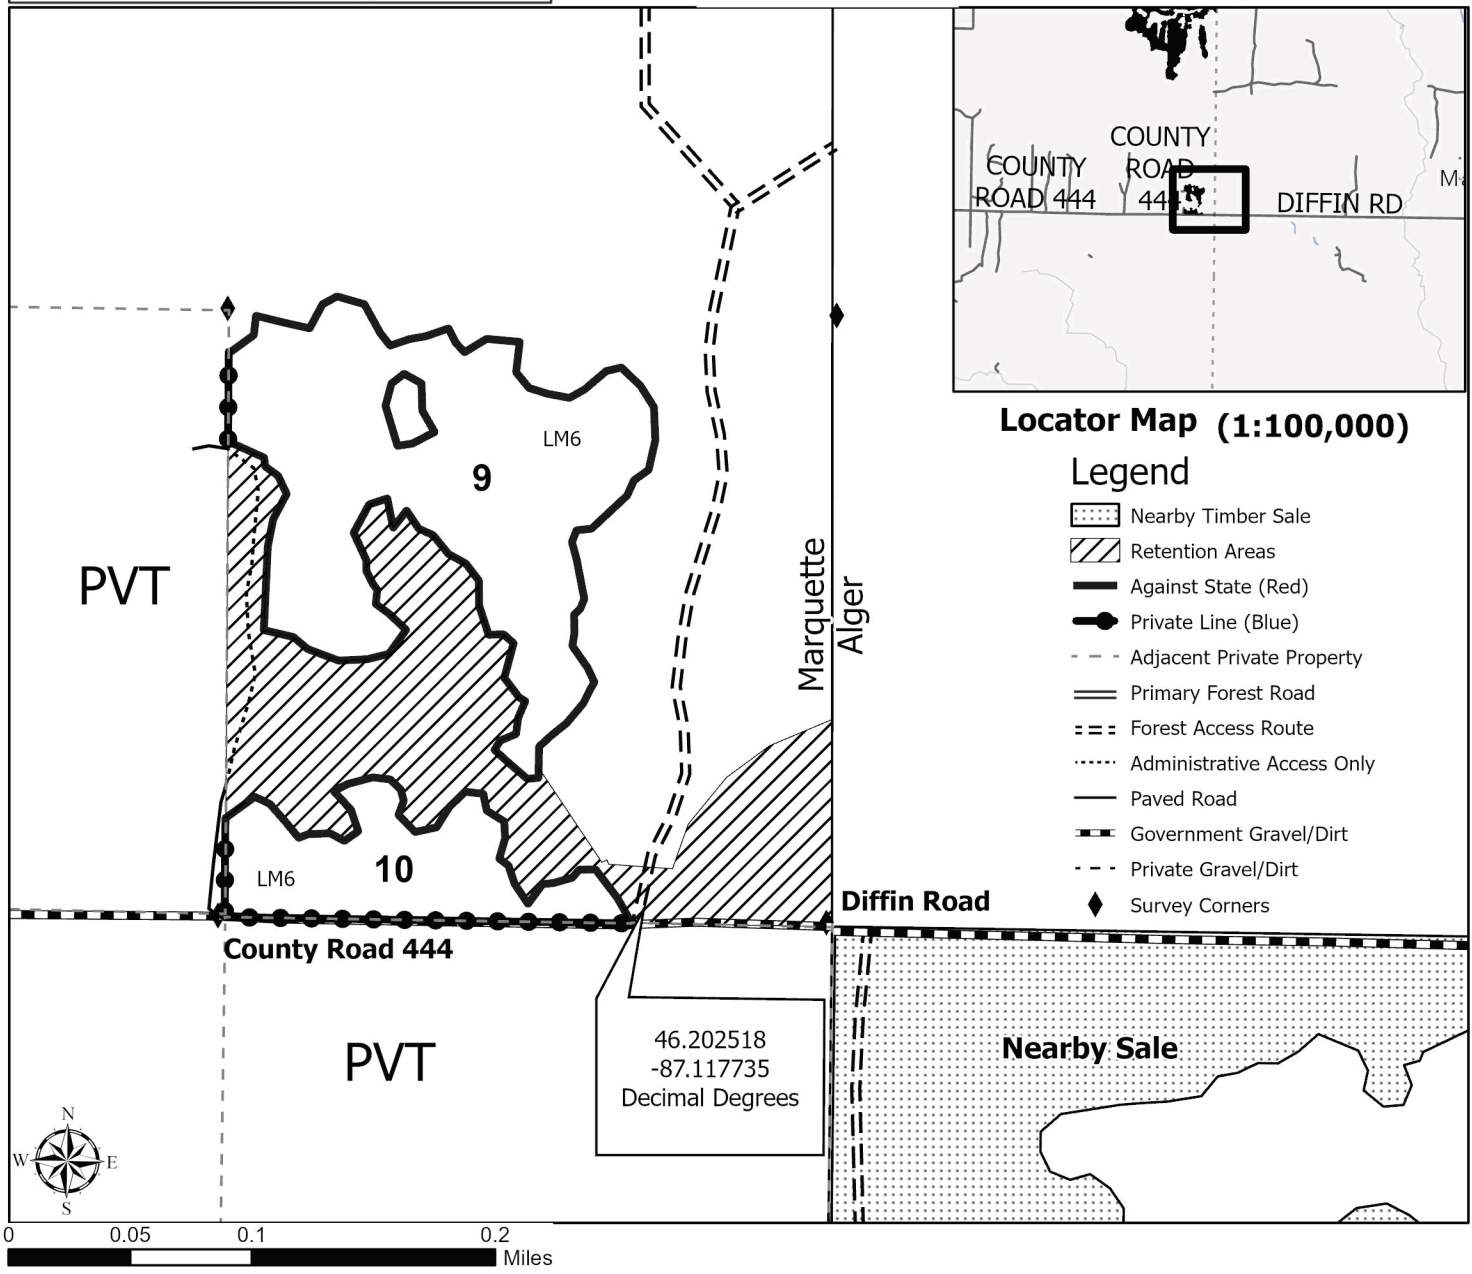 COUNTY
ROAD
444
COUNTY
ROAD 444
DIFFIN RD
Locator Map (1:100,000)
Legend
Nearby Timber Sale
Retention Areas
Against State (Red)
Private Line (Blue)
Adjacent Private Property
Primary Forest Road
Forest Access Route
Administrative Access Only
Paved Road
Government Gravel/Dirt
Private Gravel/Dirt
Survey Corners
LM6
9
PVT
Marquette
Alger
10
LM6
Diffin Road
County Road 444
PVT
46.202518
-87.117735
Decimal Degrees
Nearby Sale
N
W E
S
0 0.05 0.1 0.2
Miles